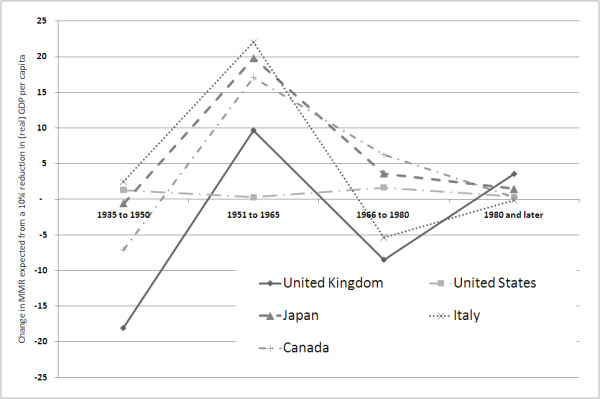 Change in MMR expected from a 10% reduction in (real) GDP per capita
25
20
15
10
5
-
-5
-10
-15
-20
-25
1935 to 1950
1951 to 1965
1966 to 1980
1980 and later
United Kingdom
United States
Japan
Italy
Canada